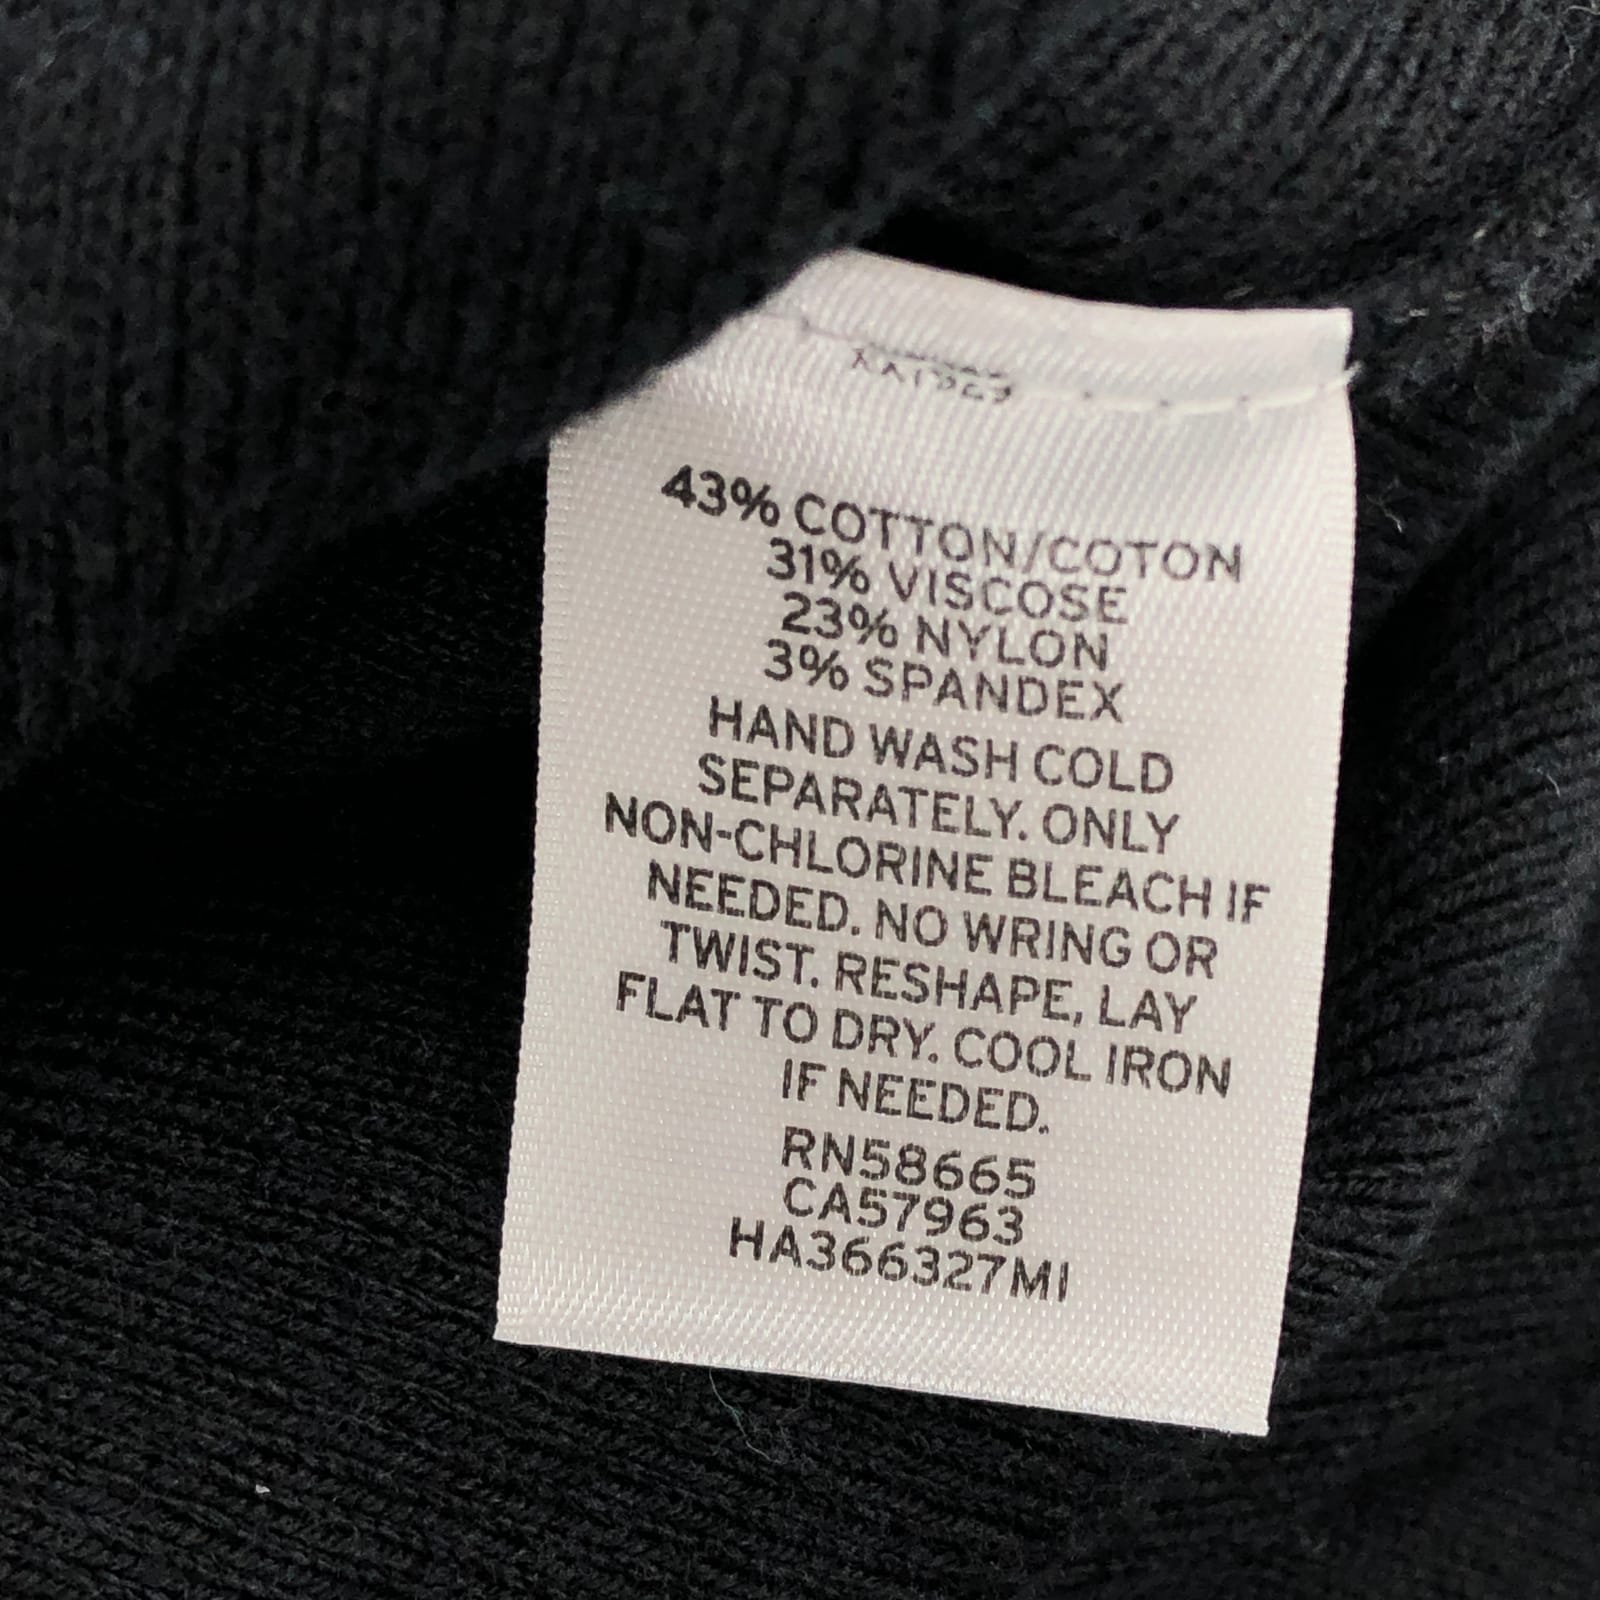 43% COTTON/COTON
31% VISCOSE
23% NYLON
3% SPANDEX
HAND WASH COLD
SEPARATELY. ONLY
NON-CHLORINE BLEACH IF
NEEDED. NO WRING OR
TWIST. RESHAPE, LAY
FLAT TO DRY. COOL IRON
IF NEEDED.
RN58665
CA57963
HA366327MI